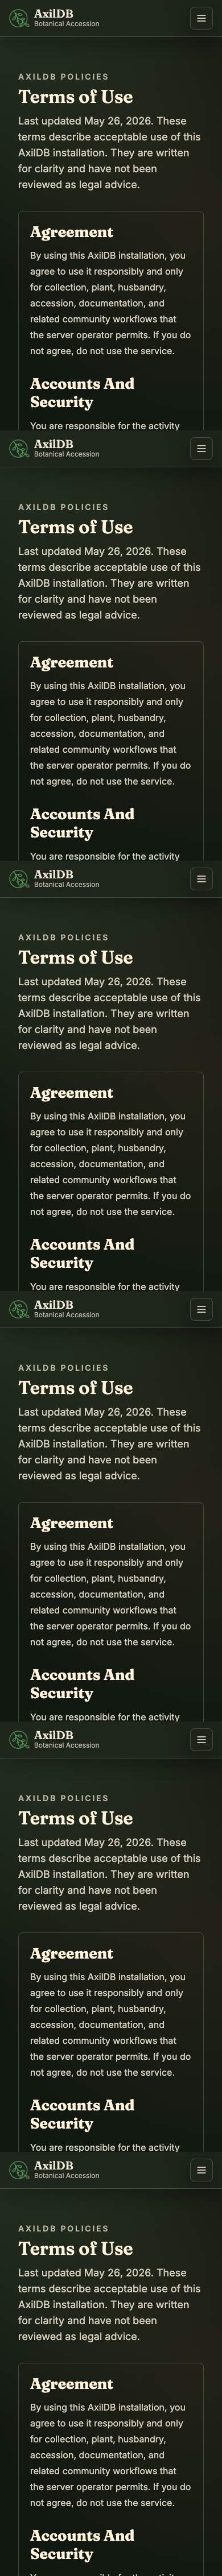 AxilDB
Botanical Accession
AXILDB POLICIES
Terms of Use
Last updated May 26, 2026. These
terms describe acceptable use of this
AxilDB installation. They are written
for clarity and have not been
reviewed as legal advice.
Agreement
By using this AxilDB installation, you
agree to use it responsibly and only
for collection, plant, husbandry,
accession, documentation, and
related community workflows that
the server operator permits. If you do
not agree, do not use the service.
Accounts And
Security
You are responsible for the activity
AxilDB
Botanical Accession
AXILDB POLICIES
Terms of Use
Last updated May 26, 2026. These
terms describe acceptable use of this
AxilDB installation. They are written
for clarity and have not been
reviewed as legal advice.
Agreement
By using this AxilDB installation, you
agree to use it responsibly and only
for collection, plant, husbandry,
accession, documentation, and
related community workflows that
the server operator permits. If you do
not agree, do not use the service.
Accounts And
Security
You are responsible for the activity
AxilDB
Botanical Accession
AXILDB POLICIES
Terms of Use
Last updated May 26, 2026. These
terms describe acceptable use of this
AxilDB installation. They are written
for clarity and have not been
reviewed as legal advice.
Agreement
By using this AxilDB installation, you
agree to use it responsibly and only
for collection, plant, husbandry,
accession, documentation, and
related community workflows that
the server operator permits. If you do
not agree, do not use the service.
Accounts And
Security
You are responsible for the activity
AxilDB
Botanical Accession
AXILDB POLICIES
Terms of Use
Last updated May 26, 2026. These
terms describe acceptable use of this
AxilDB installation. They are written
for clarity and have not been
reviewed as legal advice.
Agreement
By using this AxilDB installation, you
agree to use it responsibly and only
for collection, plant, husbandry,
accession, documentation, and
related community workflows that
the server operator permits. If you do
not agree, do not use the service.
Accounts And
Security
You are responsible for the activity
AxilDB
Botanical Accession
AXILDB POLICIES
Terms of Use
Last updated May 26, 2026. These
terms describe acceptable use of this
AxilDB installation. They are written
for clarity and have not been
reviewed as legal advice.
Agreement
By using this AxilDB installation, you
agree to use it responsibly and only
for collection, plant, husbandry,
accession, documentation, and
related community workflows that
the server operator permits. If you do
not agree, do not use the service.
Accounts And
Security
You are responsible for the activity
AxilDB
Botanical Accession
AXILDB POLICIES
Terms of Use
Last updated May 26, 2026. These
terms describe acceptable use of this
AxilDB installation. They are written
for clarity and have not been
reviewed as legal advice.
Agreement
By using this AxilDB installation, you
agree to use it responsibly and only
for collection, plant, husbandry,
accession, documentation, and
related community workflows that
the server operator permits. If you do
not agree, do not use the service.
Accounts And
Security